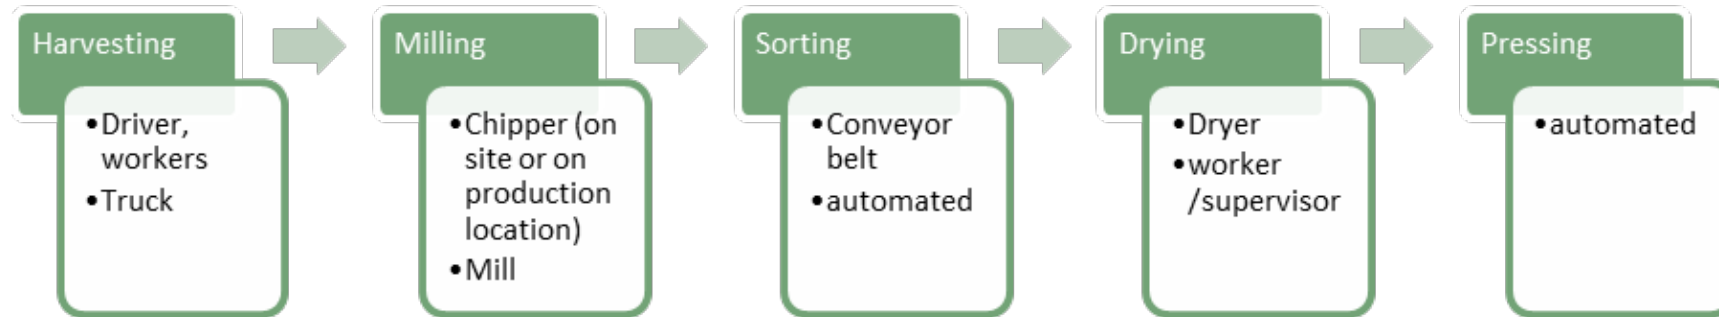 Harvesting
•Driver,
workers
•Truck
Milling
•Chipper (on
site or on
production
location)
•Mill
Sorting
•Conveyor
belt
•automated
Drying
•Dryer
•worker
/supervisor
Pressing
•automated